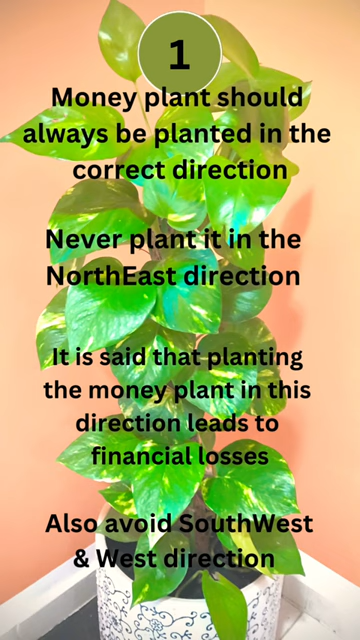 1
Money plant should
always be planted in the
correct direction
Never plant it in the
NorthEast direction
It is said that planting
the money plant in this
direction leads to
financial losses
Also avoid SouthWest
& West direction